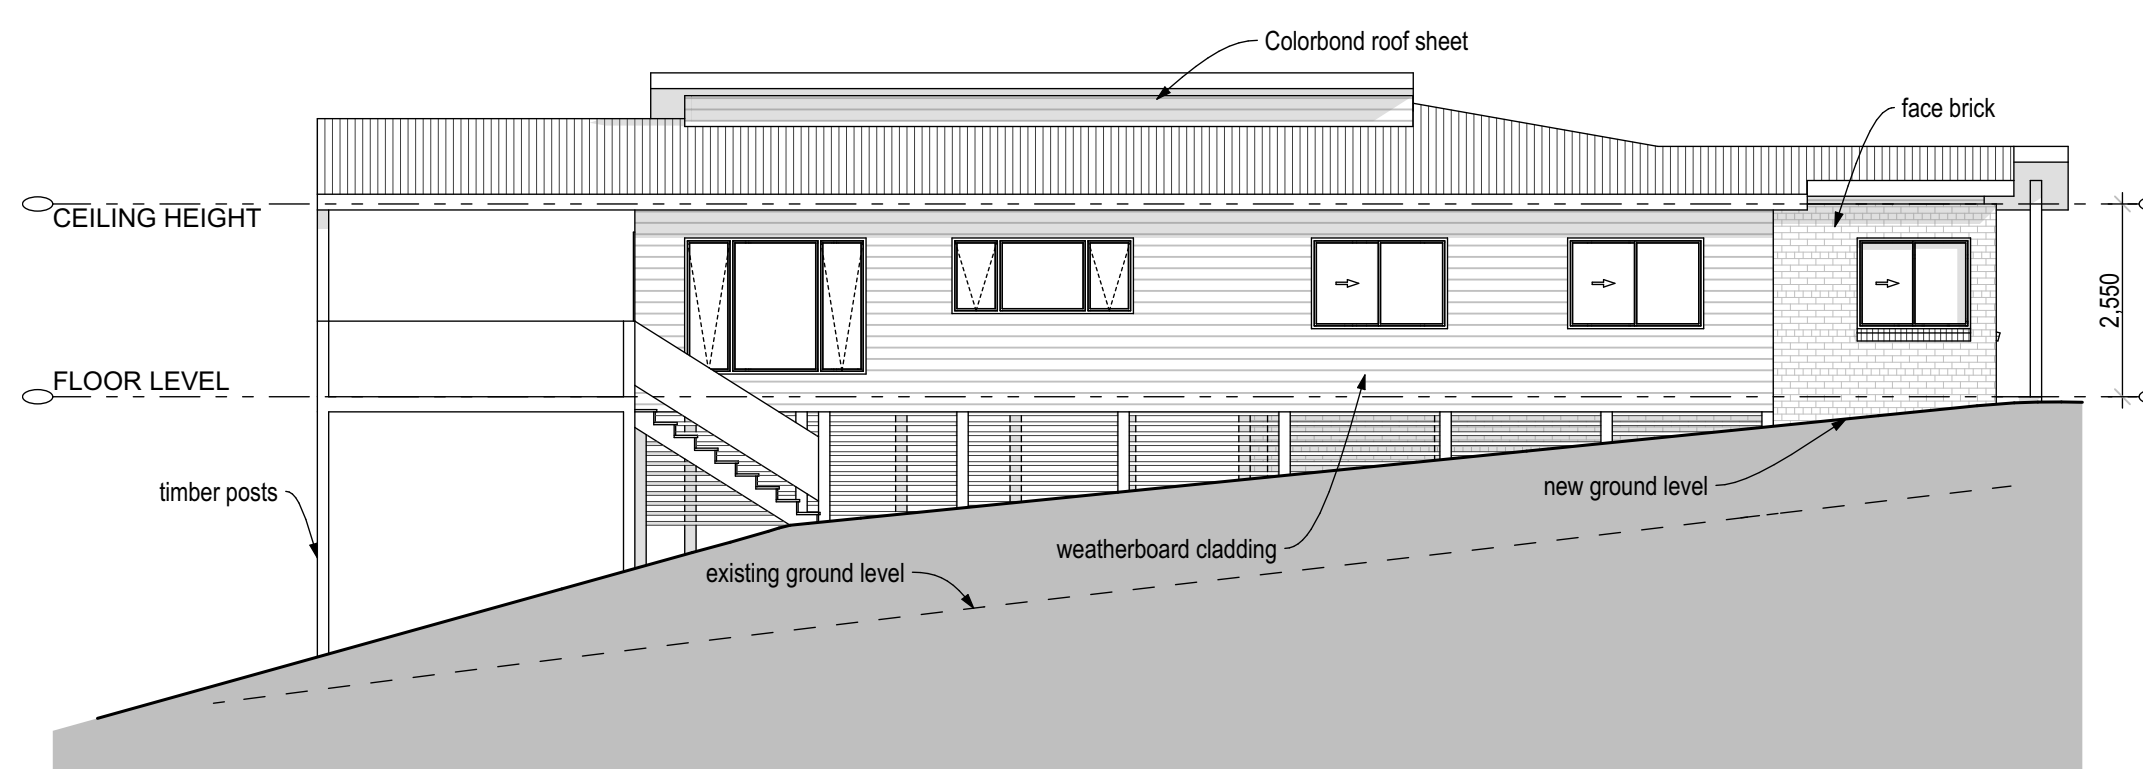 Colorbond roof sheet
face brick
CEILING HEIGHT
2,550
FLOOR LEVEL
timber posts
new ground level
weatherboard cladding
existing ground level